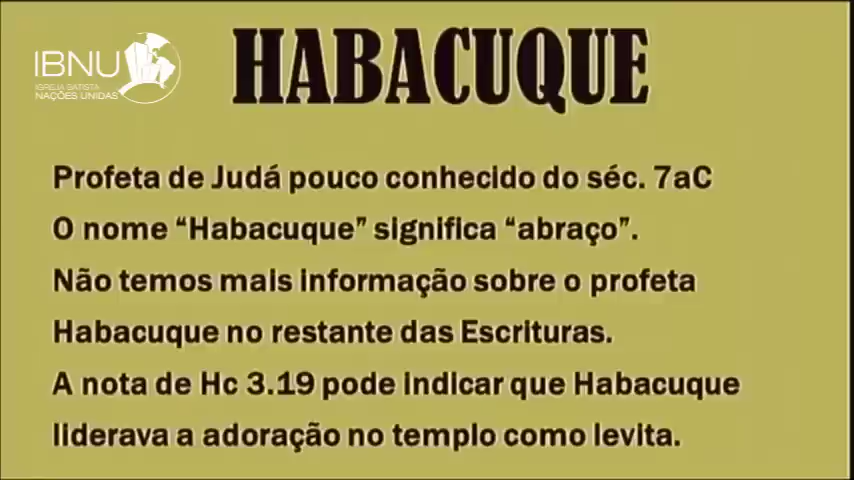 HABACUQUE
IBNU
IGREJA BATISTA
NAÇÕES UNIDAS
Profeta de Judá pouco conhecido do séc. 7aC
O nome “Habacuque” significa “abraço”.
Não temos mais informação sobre o profeta
Habacuque no restante das Escrituras.
A nota de Hc 3.19 pode indicar que Habacuque
liderava a adoração no templo como levita.